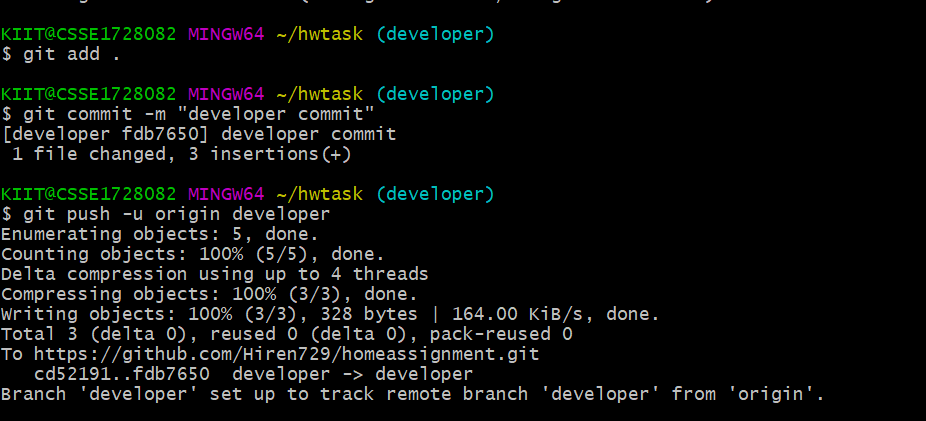 KIIT@CSSE1728082 MINGW64 ~/hwtask (developer)
$ git add .
KIIT@CSSE1728082 MINGW64 ~/hwtask (developer)
$ git commit -m "developer commit"
[developer fdb7650] developer commit
 1 file changed, 3 insertions(+)
KIIT@CSSE1728082 MINGW64 ~/hwtask (developer)
$ git push -u origin developer
Enumerating objects: 5, done.
Counting objects: 100% (5/5), done.
Delta compression using up to 4 threads
Compressing objects: 100% (3/3), done.
Writing objects: 100% (3/3), 328 bytes | 164.00 KiB/s, done.
Total 3 (delta 0), reused 0 (delta 0), pack-reused 0
To https://github.com/Hiren729/homeassignment.git
   cd52191..fdb7650  developer -> developer
Branch 'developer' set up to track remote branch 'developer' from 'origin'.